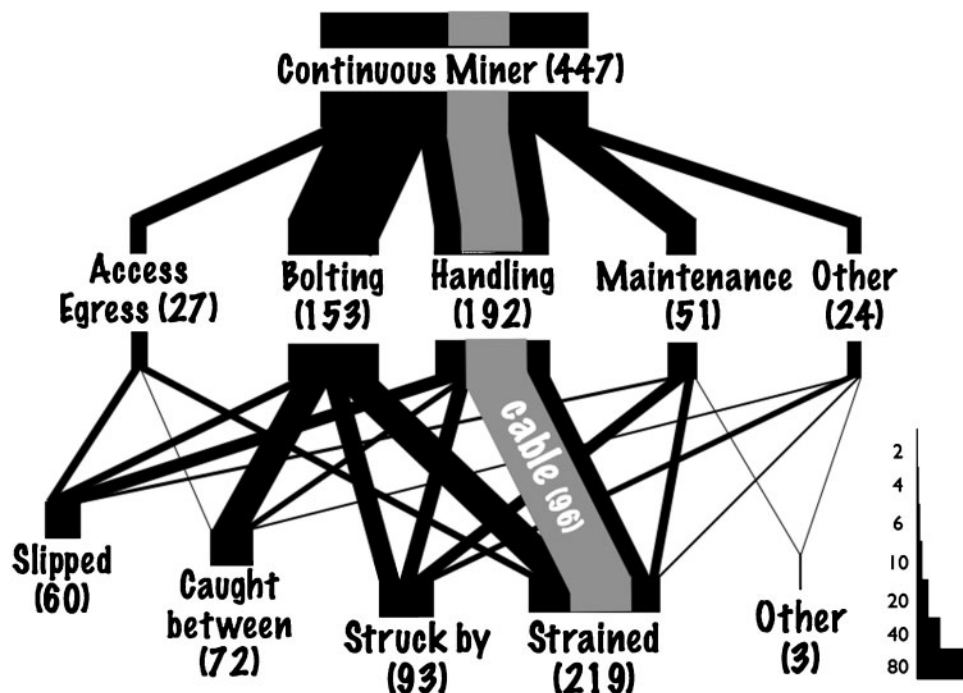 Continuous Miner (447)
Access
Egress (27)
Bolting
(153)
Handling
(192)
Maintenance
(51)
Other
(24)
cable (96)
Slipped
(60)
Caught
between
(72)
Struck by
(93)
Strained
(219)
Other
(3)
2
4
6
10
20
40
80